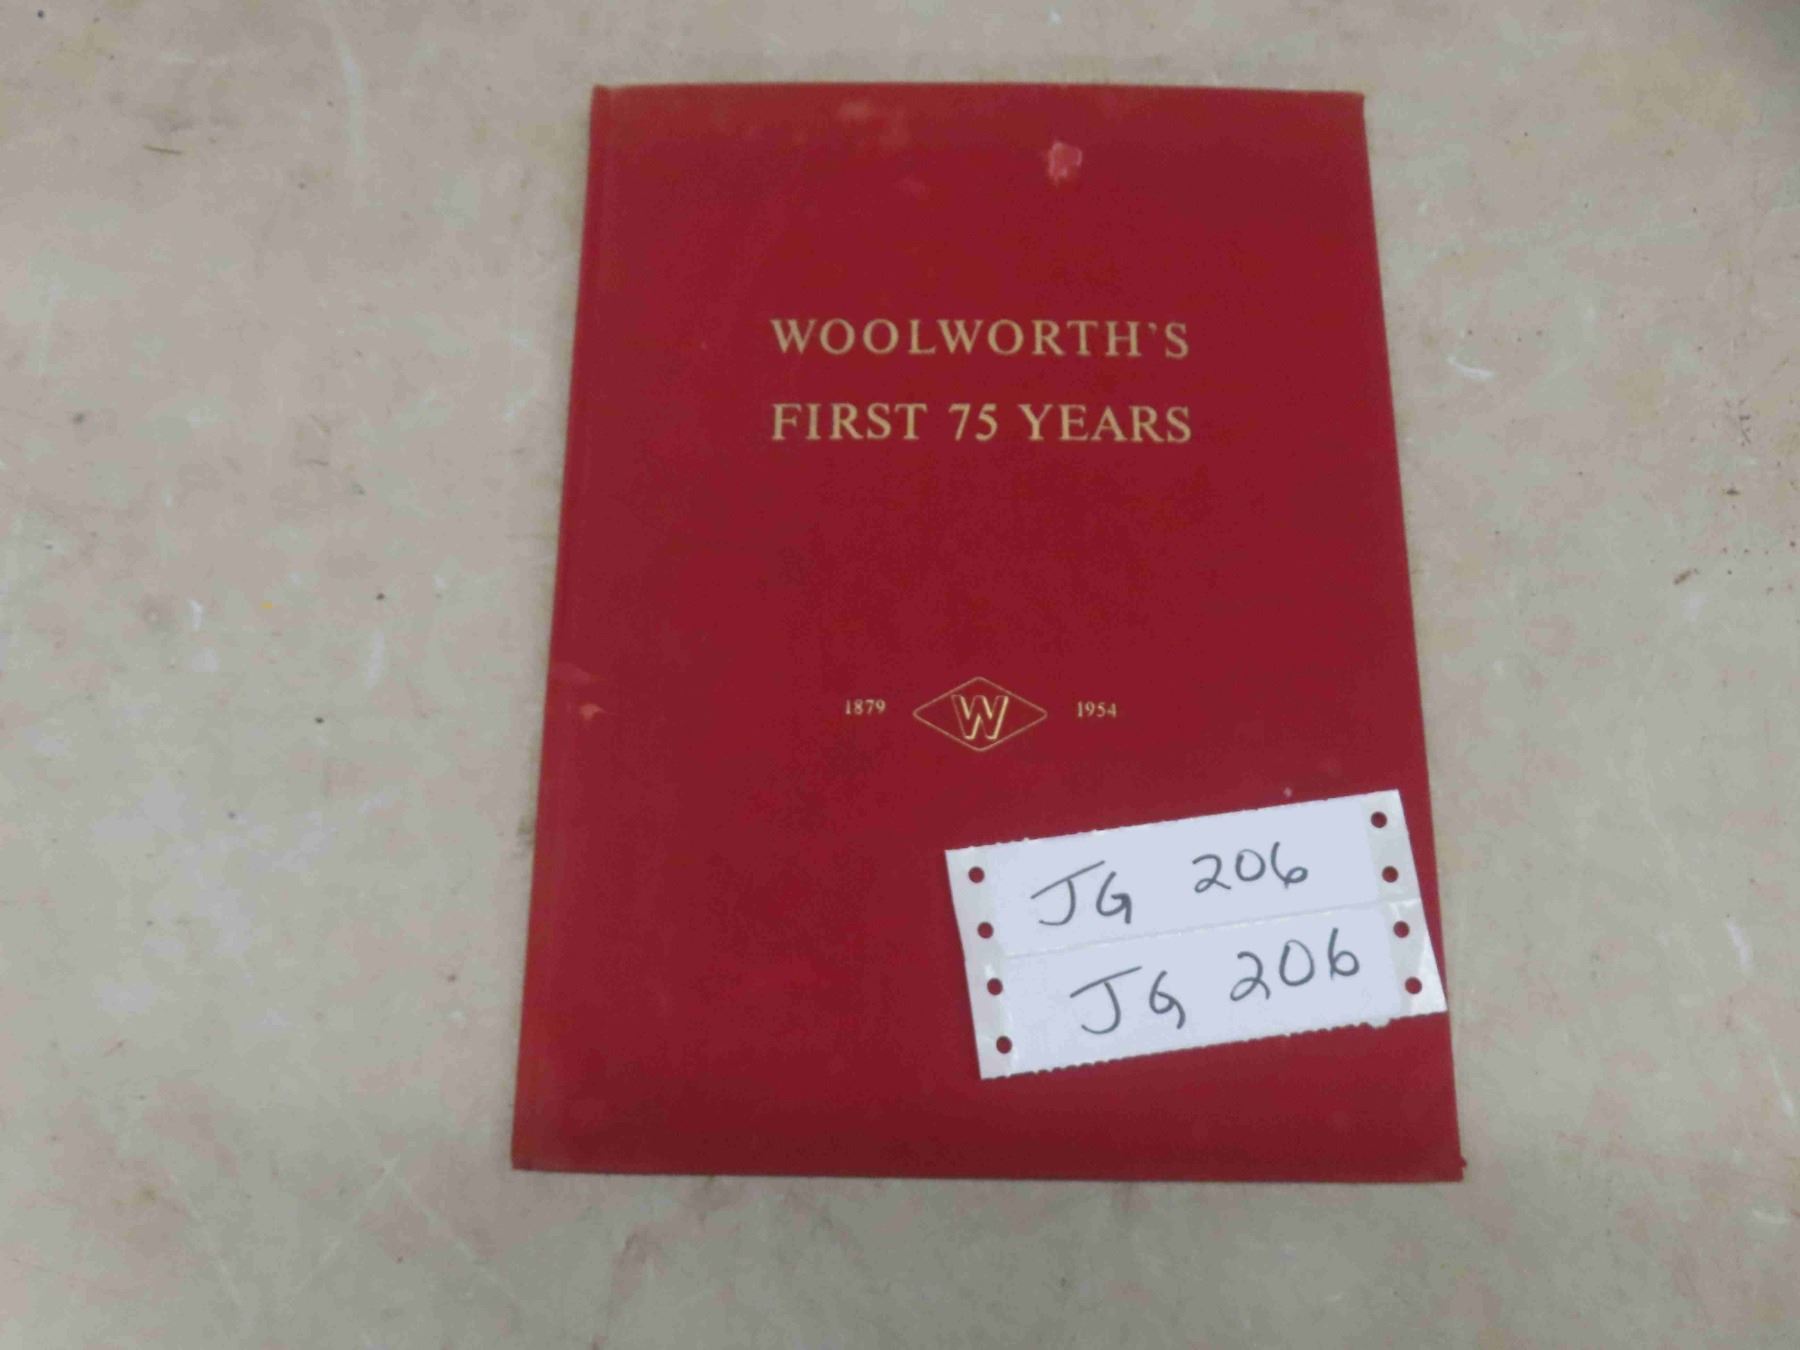 WOOLWORTH'S
FIRST 75 YEARS
1879 W 1954
JG 206
JG 206